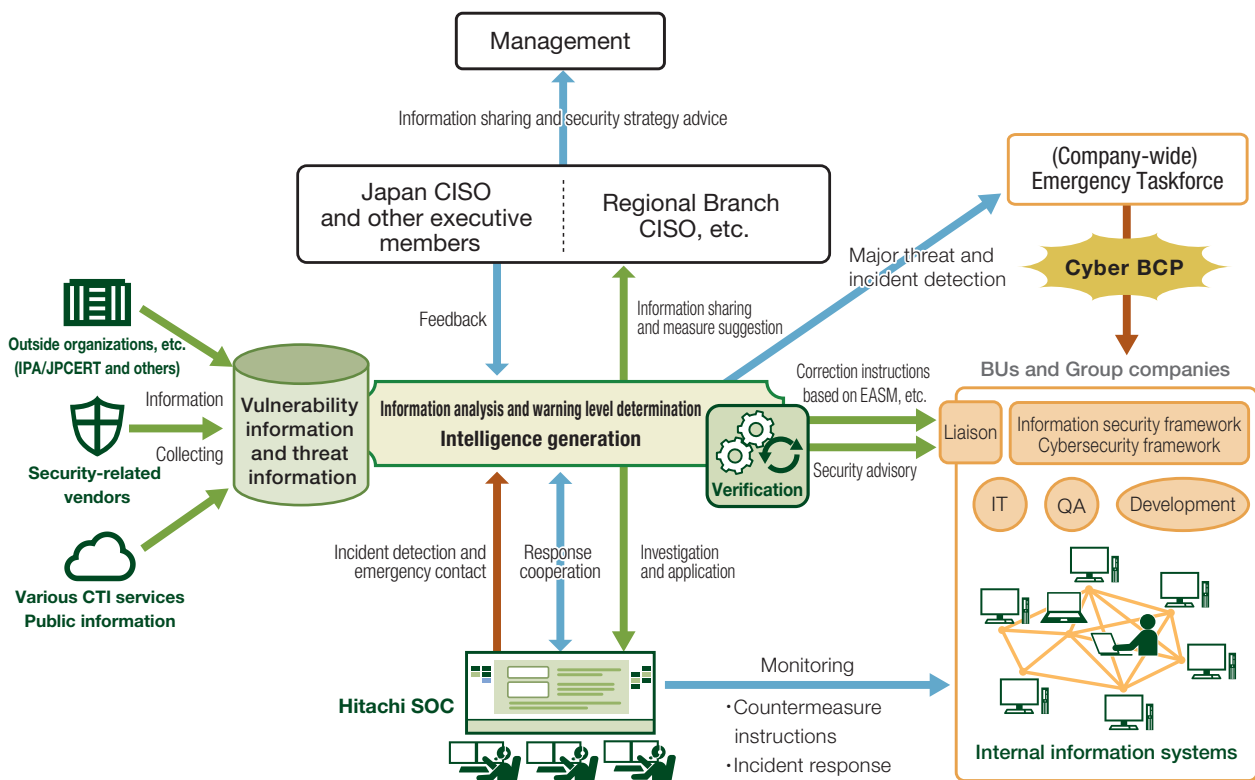 Management
Information sharing and security strategy advice
Japan CISO
and other executive
members
Regional Branch
CISO, etc.
(Company-wide)
Emergency Taskforce
Major threat and
incident detection
Cyber BCP
Feedback
Information sharing
and measure suggestion
Outside organizations, etc.
(IPA/JPCERT and others)
Information
Collecting
Security-related
vendors
Various CTI services
Public information
Vulnerability
information
and threat
information
Information analysis and warning level determination
Intelligence generation
Verification
Correction instructions
based on EASM, etc.
Security advisory
BUs and Group companies
Liaison
Information security framework
Cybersecurity framework
IT
QA
Development
Internal information systems
Incident detection and
emergency contact
Response
cooperation
Investigation
and application
Hitachi SOC
Monitoring
・Countermeasure
instructions
・Incident response